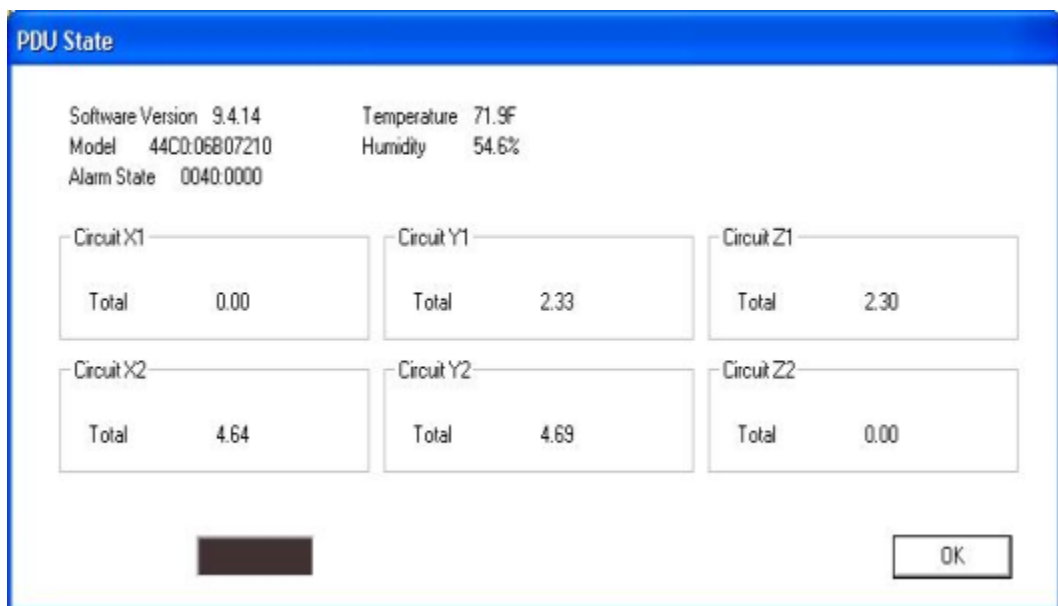 PDU State
Software Version 9.4.14 Temperature 71.9F
Model 44C0:06B07210 Humidity 54.6%
Alarm State 0040:0000
Circuit X1 Circuit Y1 Circuit Z1
Total 0.00 Total 2.33 Total 2.30
Circuit X2 Circuit Y2 Circuit Z2
Total 4.64 Total 4.69 Total 0.00
OK